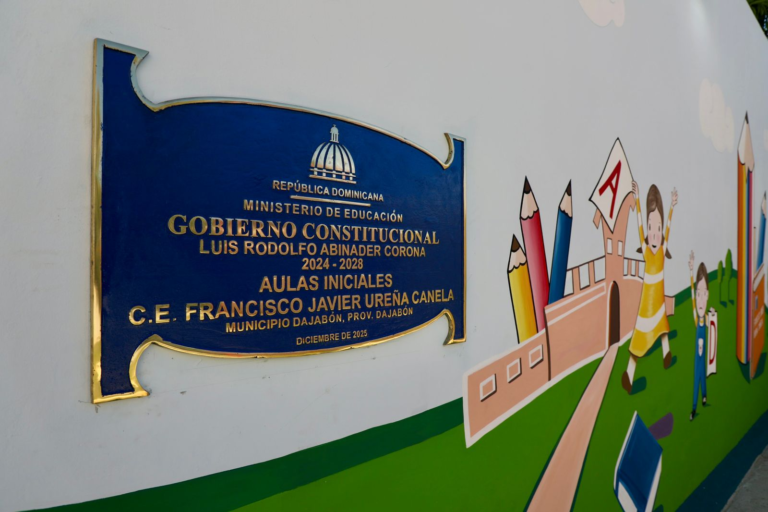 REPÚBLICA DOMINICANA
MINISTERIO DE EDUCACIÓN
GOBIERNO CONSTITUCIONAL
LUIS RODOLFO ABINADER CORONA
2024 - 2028
AULAS INICIALES
C.E. FRANCISCO JAVIER UREÑA CANELA
MUNICIPIO DAJABÓN, PROV. DAJABÓN
DICIEMBRE DE 2025
A
D